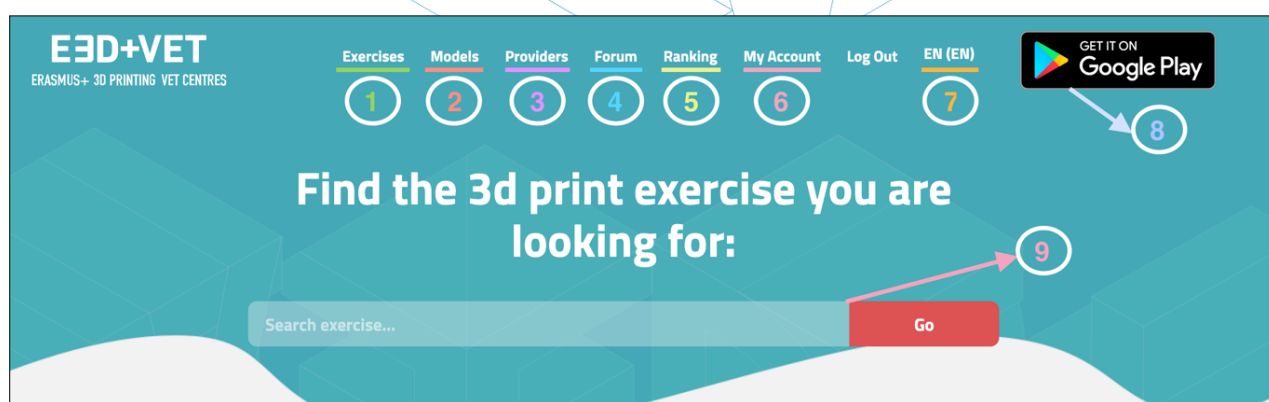 EƎD+VET
ERASMUS+ 3D PRINTING VET CENTRES
Exercises Models Providers Forum Ranking My Account Log Out EN (EN)
1 2 3 4 5 6 7
GET IT ON
Google Play
8
Find the 3d print exercise you are
looking for:
9
Search exercise... Go